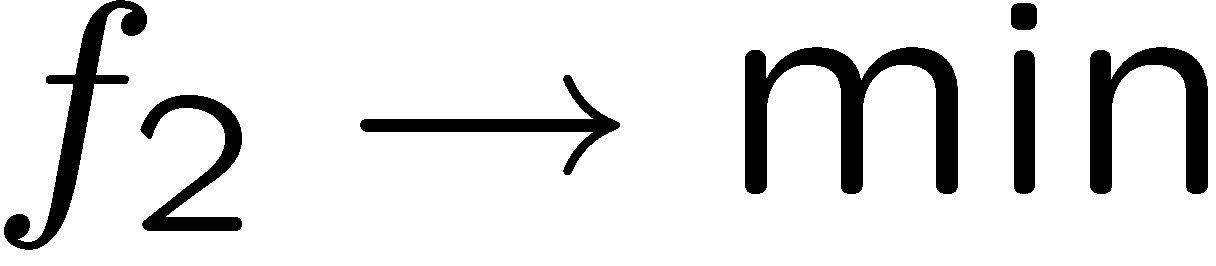 f₂ → min